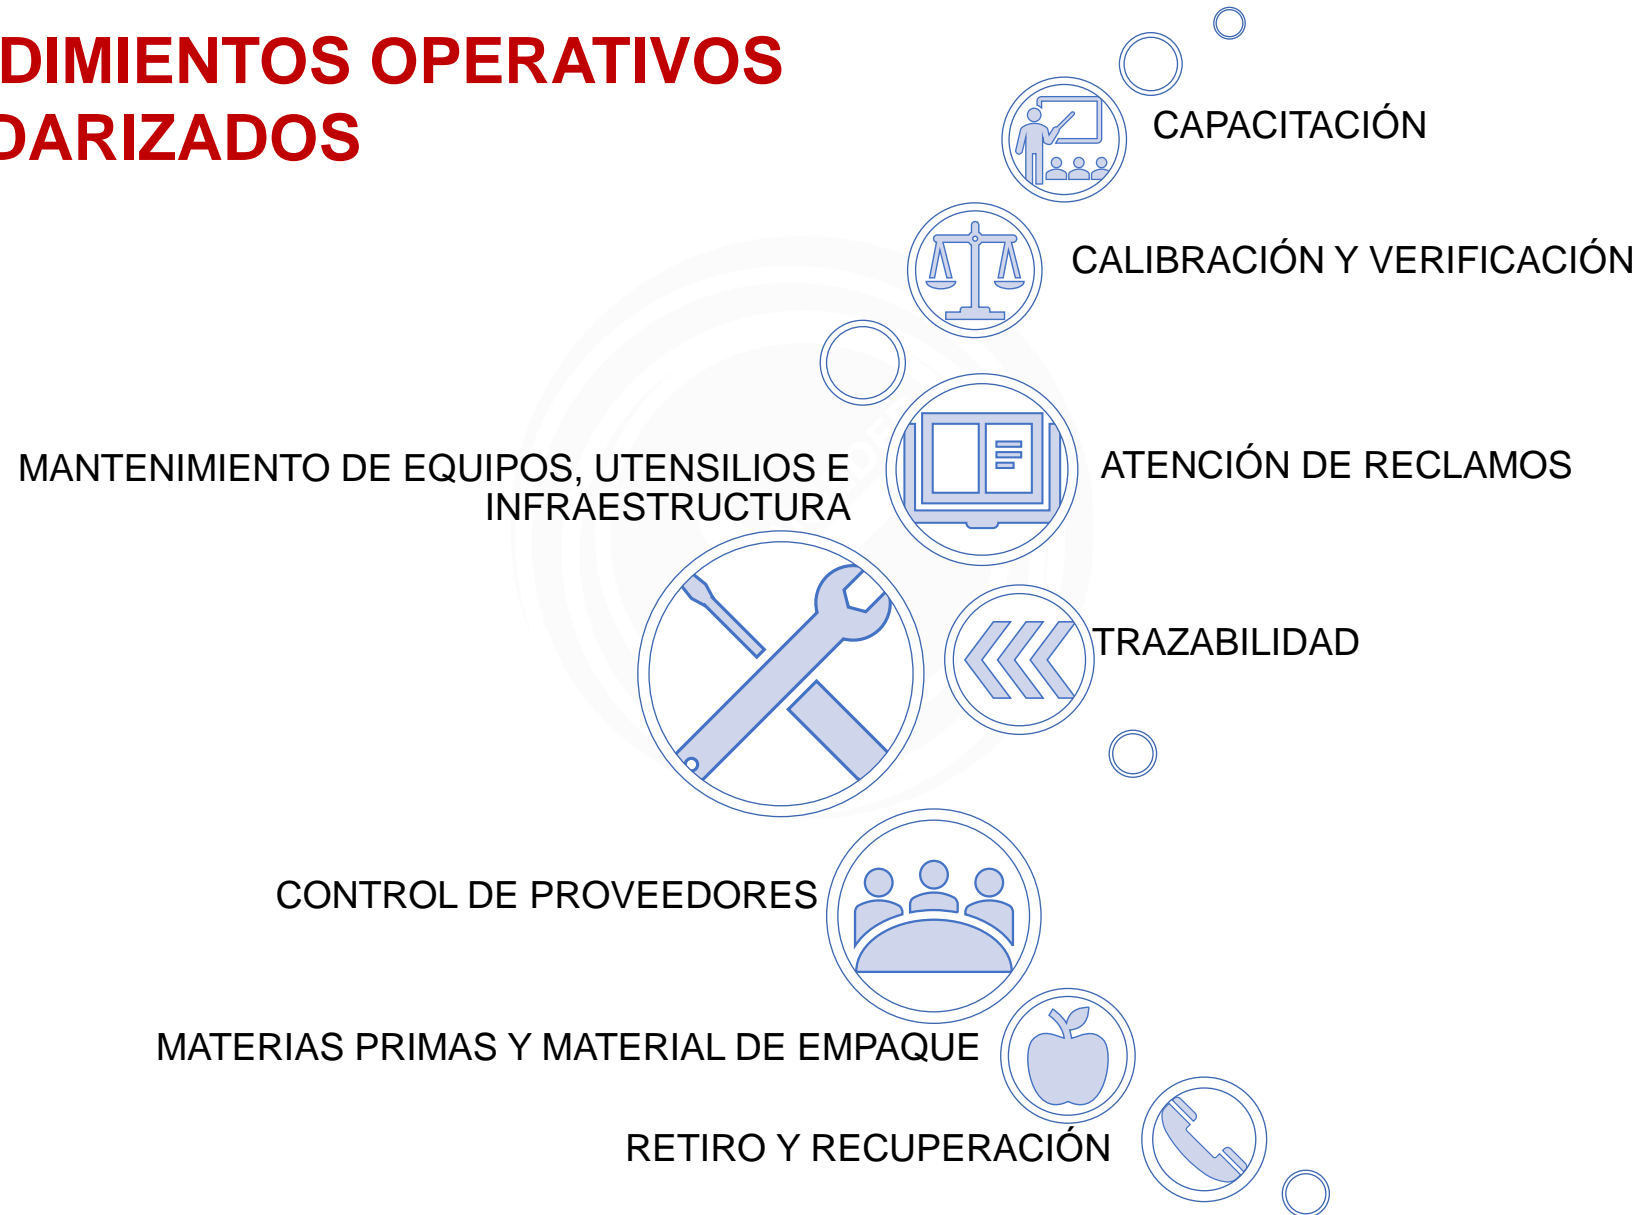 DIMIENTOS OPERATIVOS
DARIZADOS
CAPACITACIÓN
CALIBRACIÓN Y VERIFICACIÓN
ATENCIÓN DE RECLAMOS
MANTENIMIENTO DE EQUIPOS, UTENSILIOS E
INFRAESTRUCTURA
TRAZABILIDAD
CONTROL DE PROVEEDORES
MATERIAS PRIMAS Y MATERIAL DE EMPAQUE
RETIRO Y RECUPERACIÓN